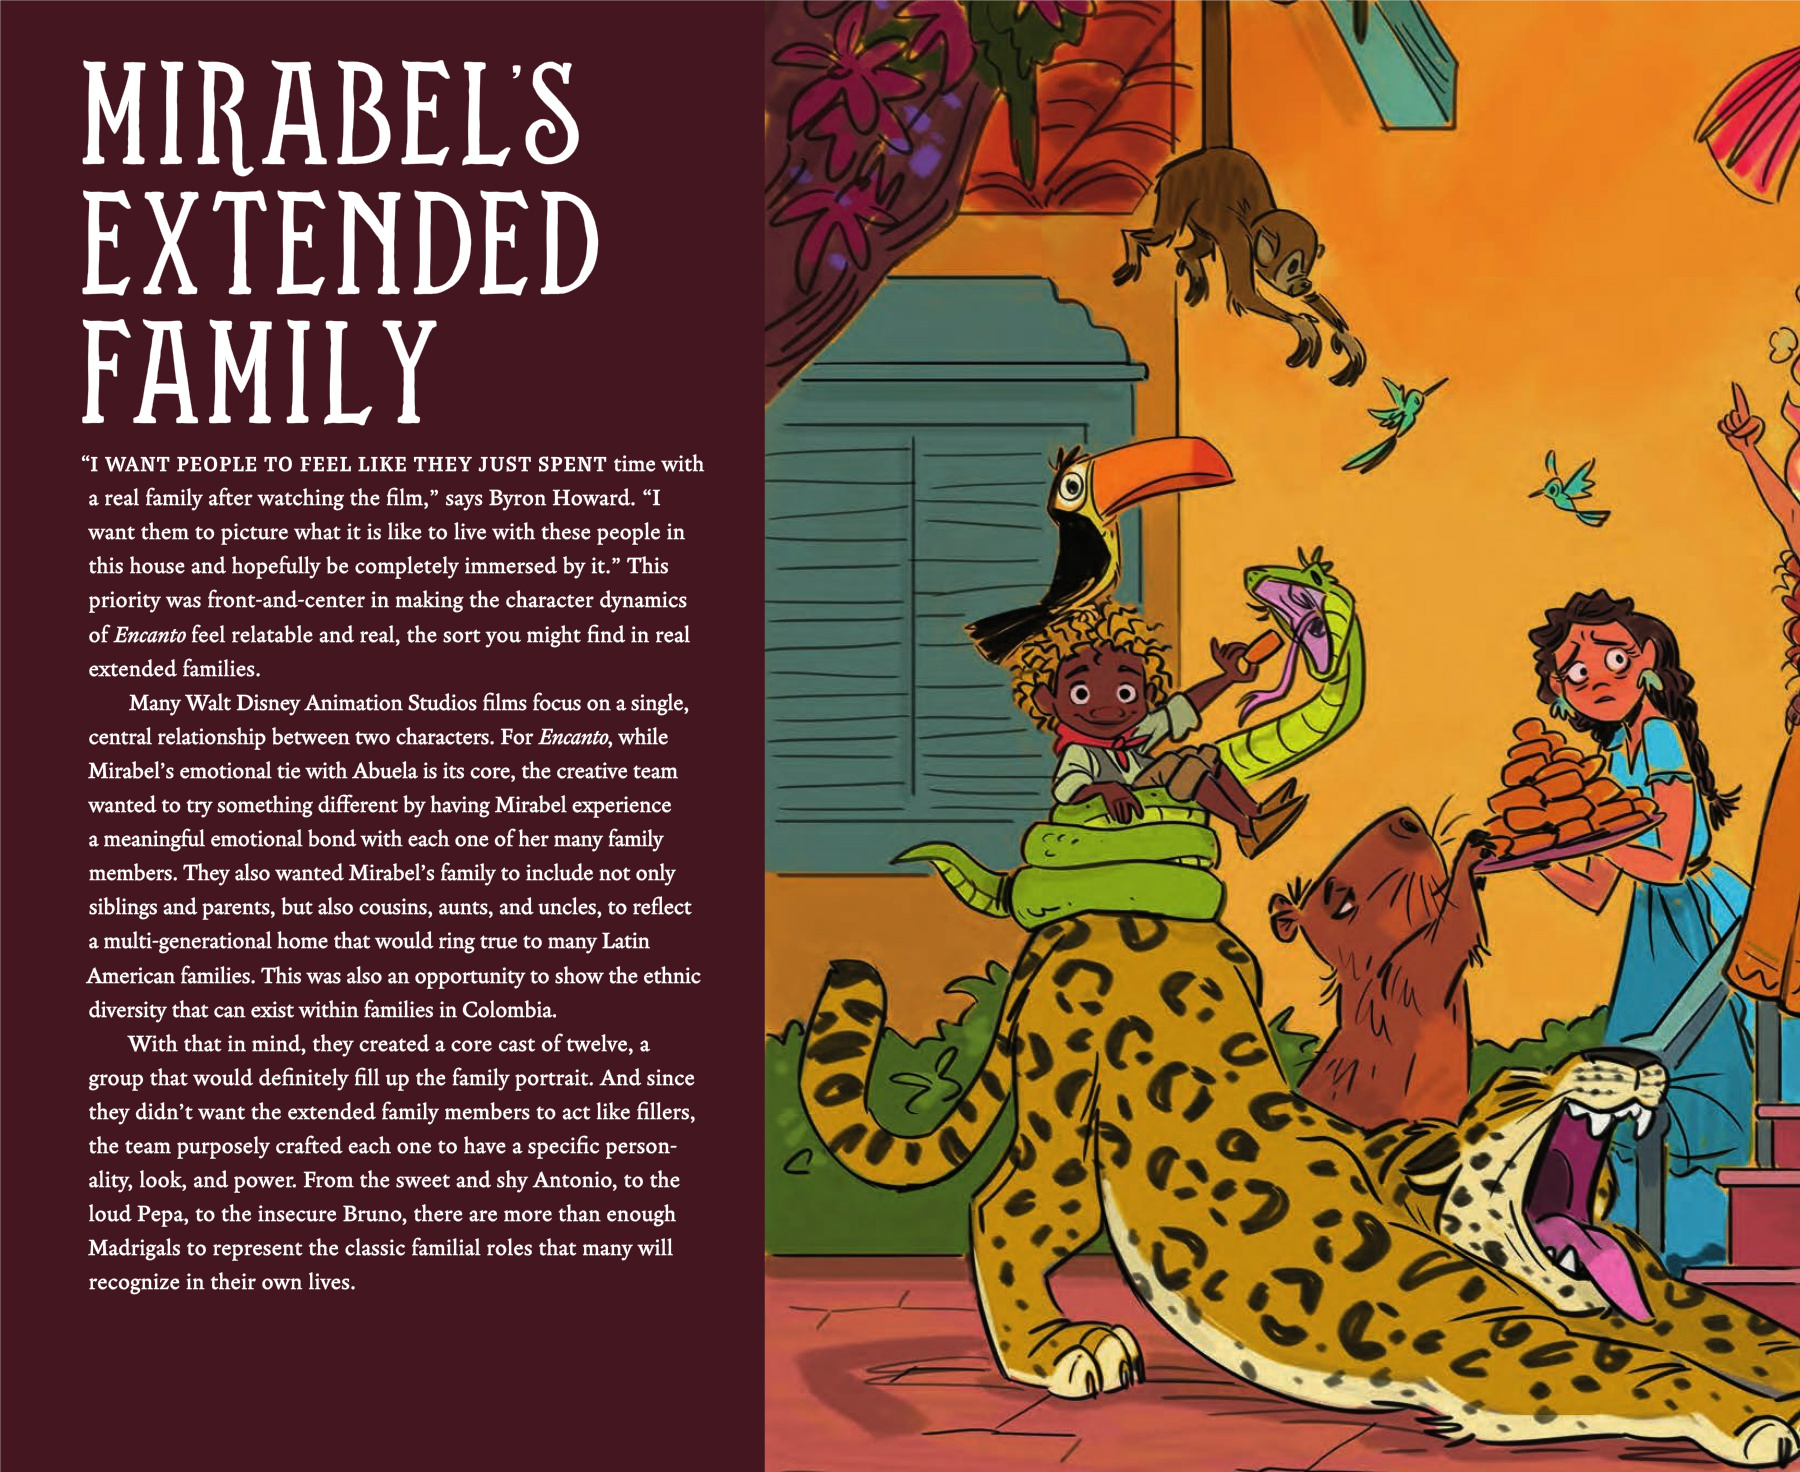 MIRABEL'S
EXTENDED
FAMILY
“I WANT PEOPLE TO FEEL LIKE THEY JUST SPENT time with
a real family after watching the film,” says Byron Howard. “I
want them to picture what it is like to live with these people in
this house and hopefully be completely immersed by it.” This
priority was front-and-center in making the character dynamics
of Encanto feel relatable and real, the sort you might find in real
extended families.
Many Walt Disney Animation Studios films focus on a single,
central relationship between two characters. For Encanto, while
Mirabel’s emotional tie with Abuela is its core, the creative team
wanted to try something different by having Mirabel experience
a meaningful emotional bond with each one of her many family
members. They also wanted Mirabel’s family to include not only
siblings and parents, but also cousins, aunts, and uncles, to reflect
a multi-generational home that would ring true to many Latin
American families. This was also an opportunity to show the ethnic
diversity that can exist within families in Colombia.
With that in mind, they created a core cast of twelve, a
group that would definitely fill up the family portrait. And since
they didn’t want the extended family members to act like fillers,
the team purposely crafted each one to have a specific person-
ality, look, and power. From the sweet and shy Antonio, to the
loud Pepa, to the insecure Bruno, there are more than enough
Madrigals to represent the classic familial roles that many will
recognize in their own lives.